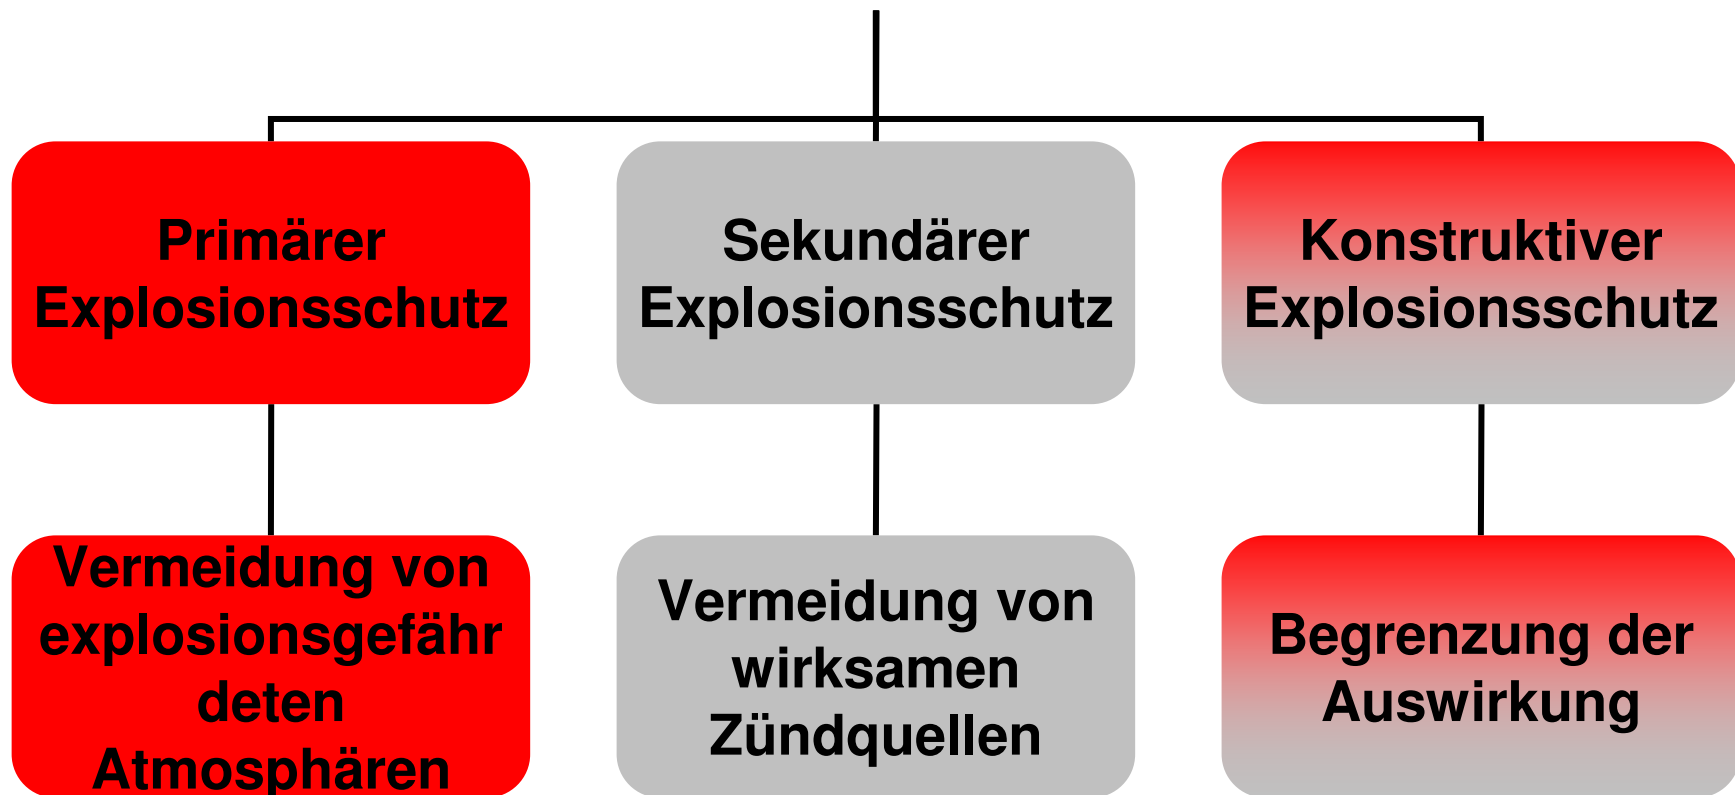 Primärer
Explosionsschutz
Sekundärer
Explosionsschutz
Konstruktiver
Explosionsschutz
Vermeidung von
explosionsgefähr
deten
Atmosphären
Vermeidung von
wirksamen
Zündquellen
Begrenzung der
Auswirkung